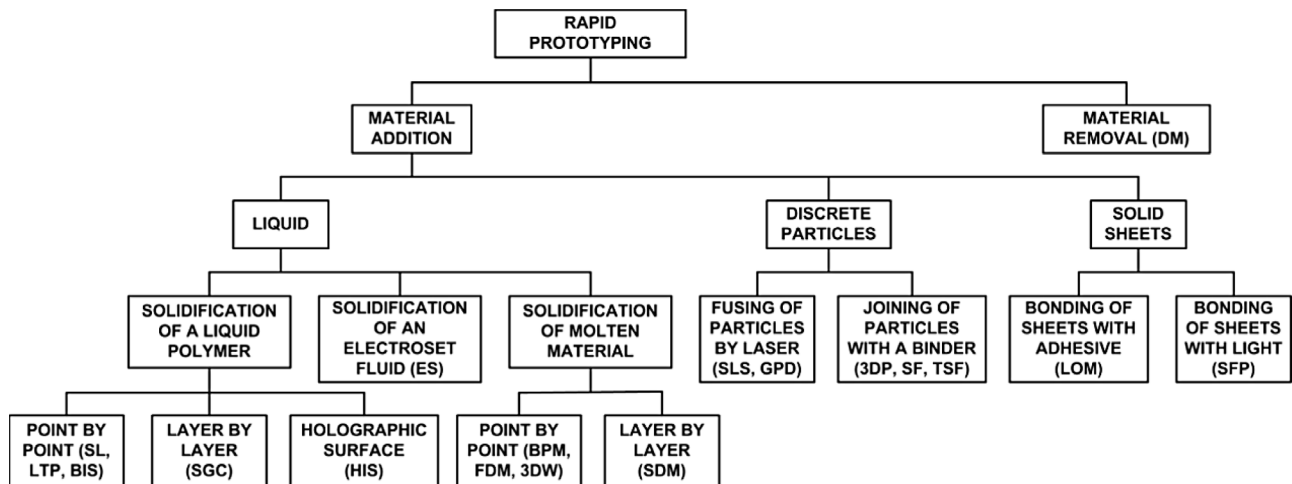 RAPID
PROTOTYPING
MATERIAL
ADDITION
MATERIAL
REMOVAL (DM)
LIQUID
DISCRETE
PARTICLES
SOLID
SHEETS
SOLIDIFICATION
OF A LIQUID
POLYMER
SOLIDIFICATION
OF AN
ELECTROSET
FLUID (ES)
SOLIDIFICATION
OF MOLTEN
MATERIAL
FUSING OF
PARTICLES
BY LASER
(SLS, GPD)
JOINING OF
PARTICLES
WITH A BINDER
(3DP, SF, TSF)
BONDING OF
SHEETS WITH
ADHESIVE
(LOM)
BONDING
OF SHEETS
WITH LIGHT
(SFP)
POINT BY
POINT (SL,
LTP, BIS)
LAYER BY
LAYER
(SGC)
HOLOGRAPHIC
SURFACE
(HIS)
POINT BY
POINT (BPM,
FDM, 3DW)
LAYER BY
LAYER
(SDM)